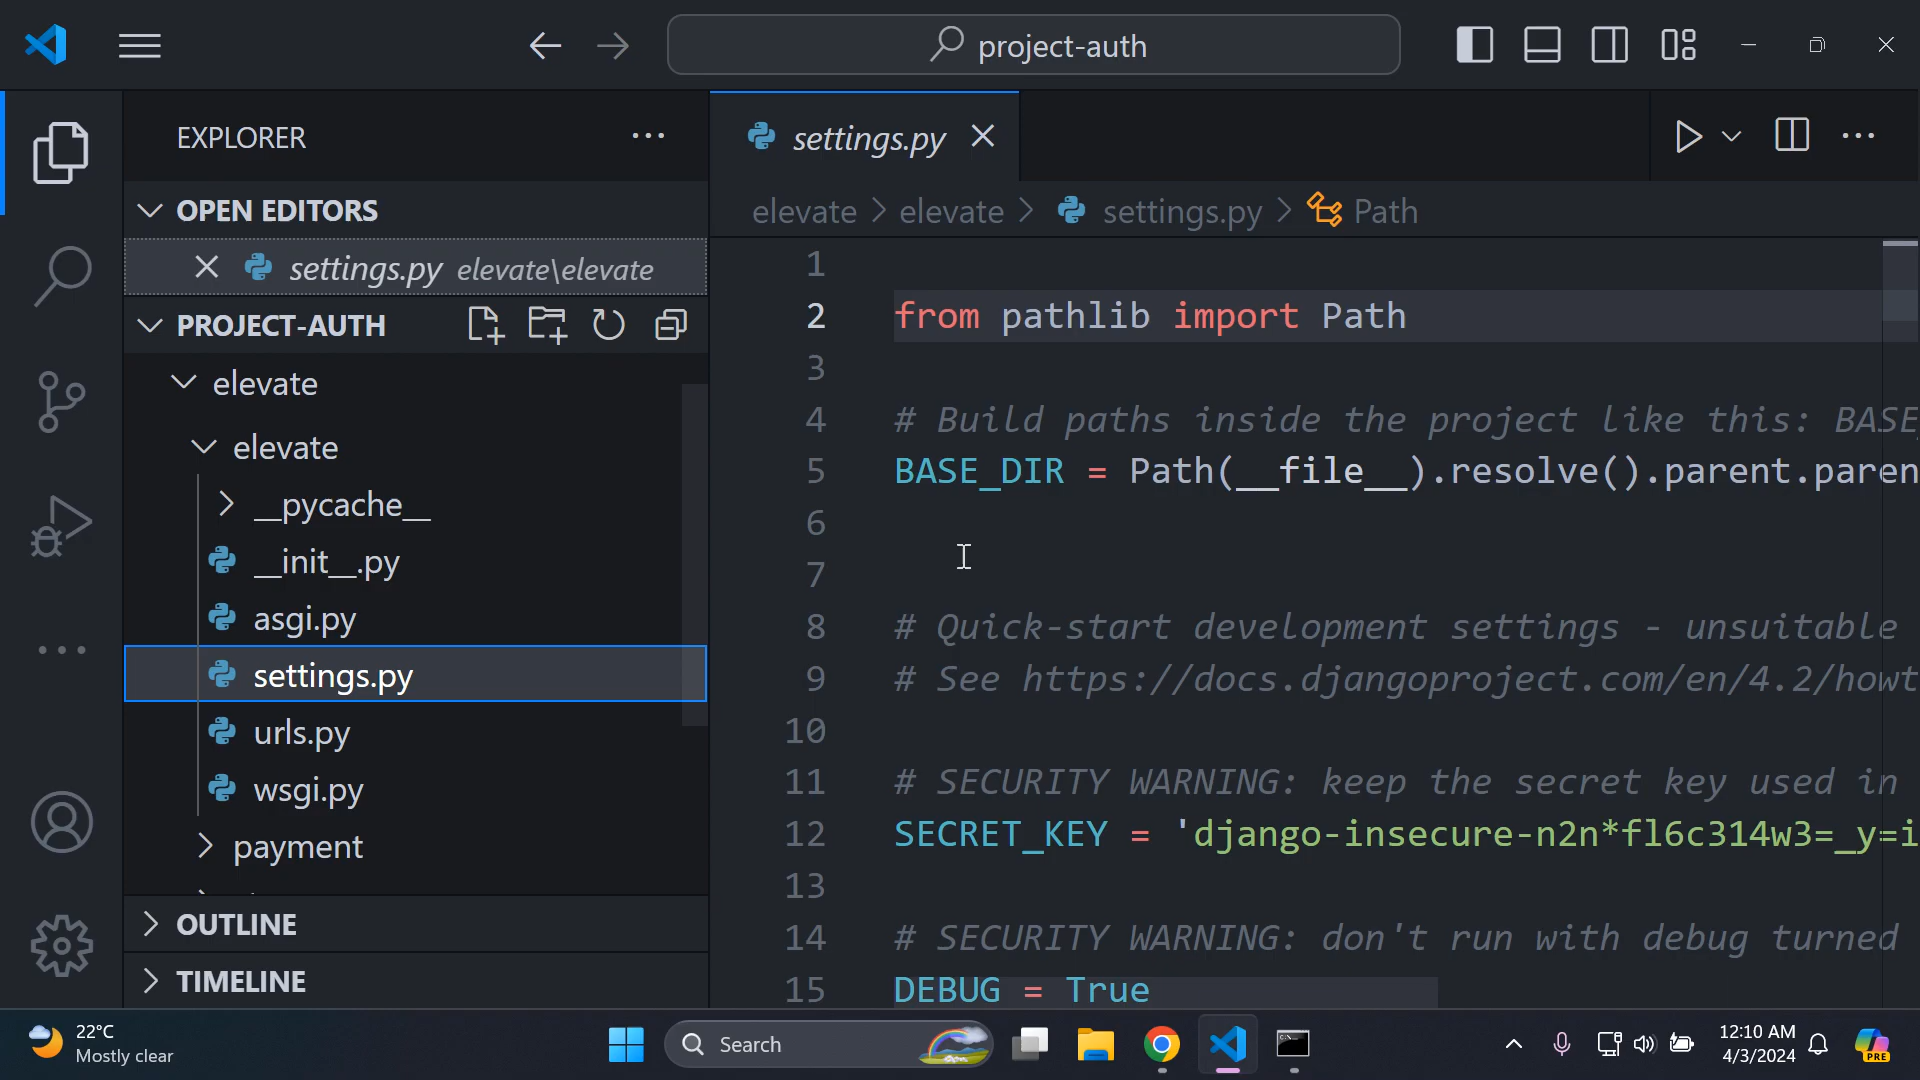 project-auth
EXPLORER
settings.py
OPEN EDITORS
elevate > elevate > settings.py > Path
settings.py elevate\elevate
PROJECT-AUTH
elevate
elevate
__pycache__
__init__.py
asgi.py
settings.py
urls.py
wsgi.py
payment
OUTLINE
TIMELINE
1
2 from pathlib import Path
3
4 # Build paths inside the project like this: BASE
5 BASE_DIR = Path(__file__).resolve().parent.paren
6
7
8 # Quick-start development settings - unsuitable
9 # See https://docs.djangoproject.com/en/4.2/howt
10
11 # SECURITY WARNING: keep the secret key used in
12 SECRET_KEY = 'django-insecure-n2n*fl6c314w3=_y=i
13
14 # SECURITY WARNING: don't run with debug turned
15 DEBUG = True
22°C
Mostly clear
Search
12:10 AM
4/3/2024
PRE